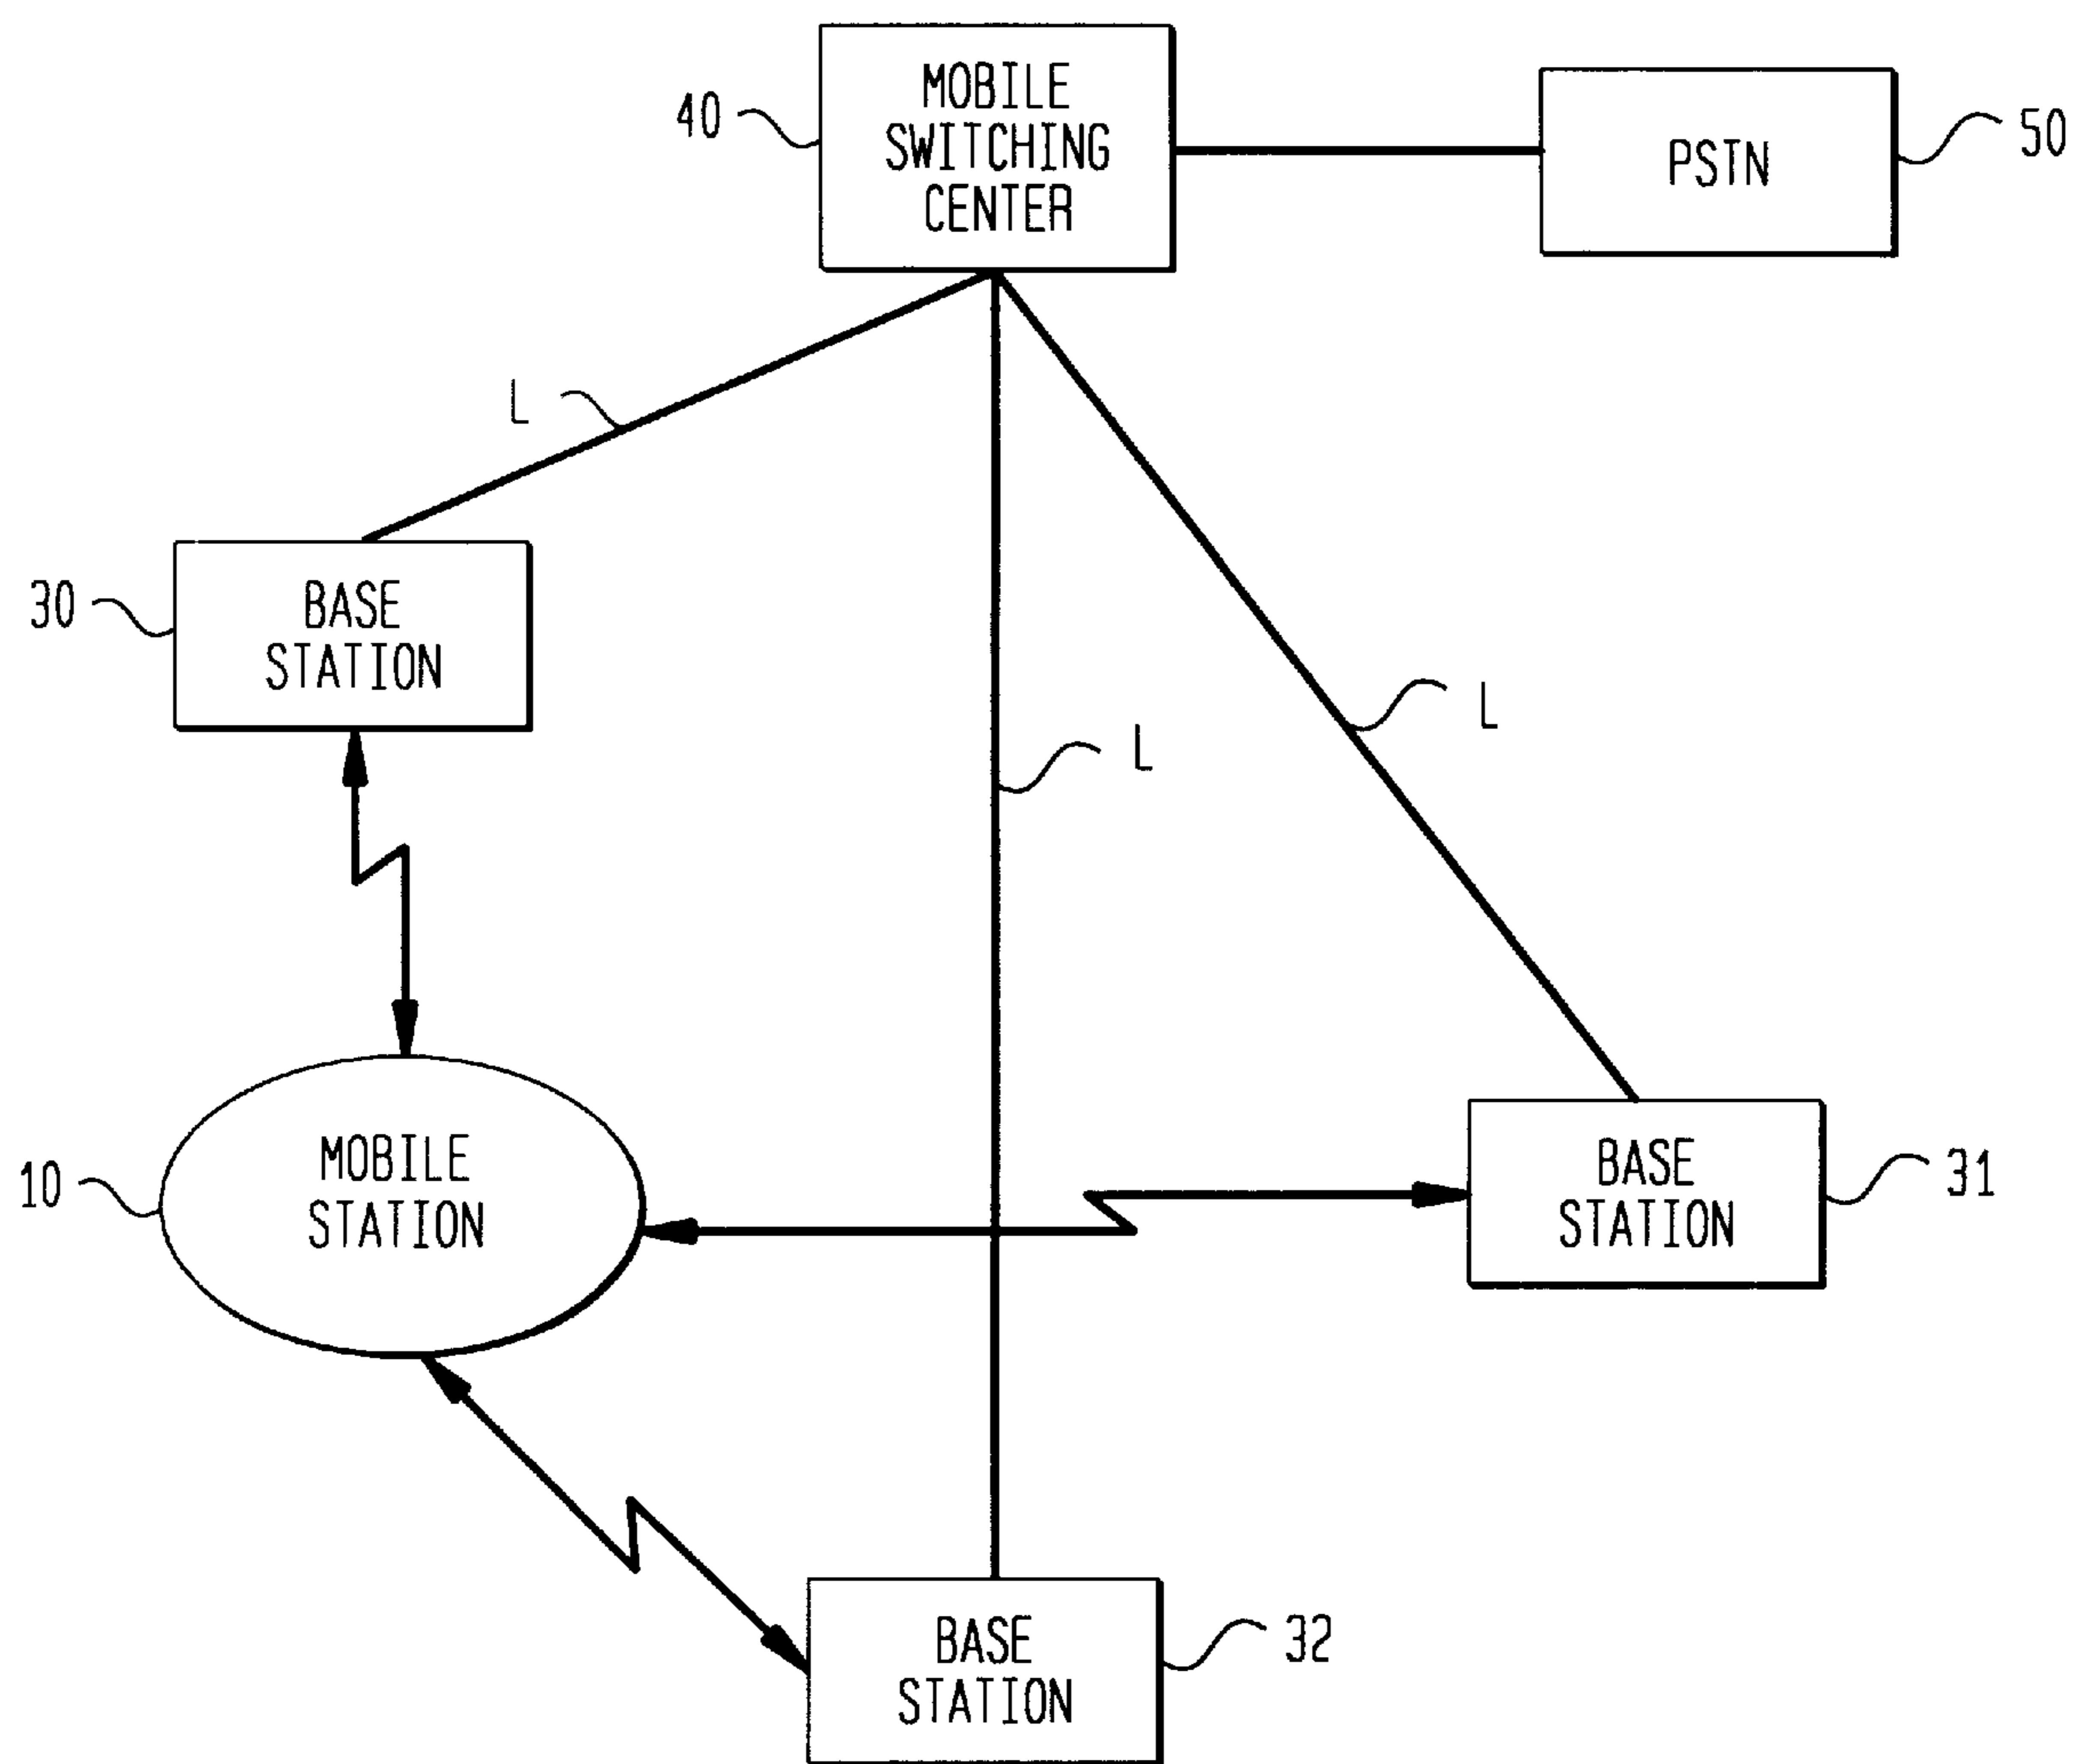 MOBILE
SWITCHING
CENTER
40
PSTN
50
L
BASE
STATION
30
L
L
MOBILE
STATION
10
BASE
STATION
31
BASE
STATION
32